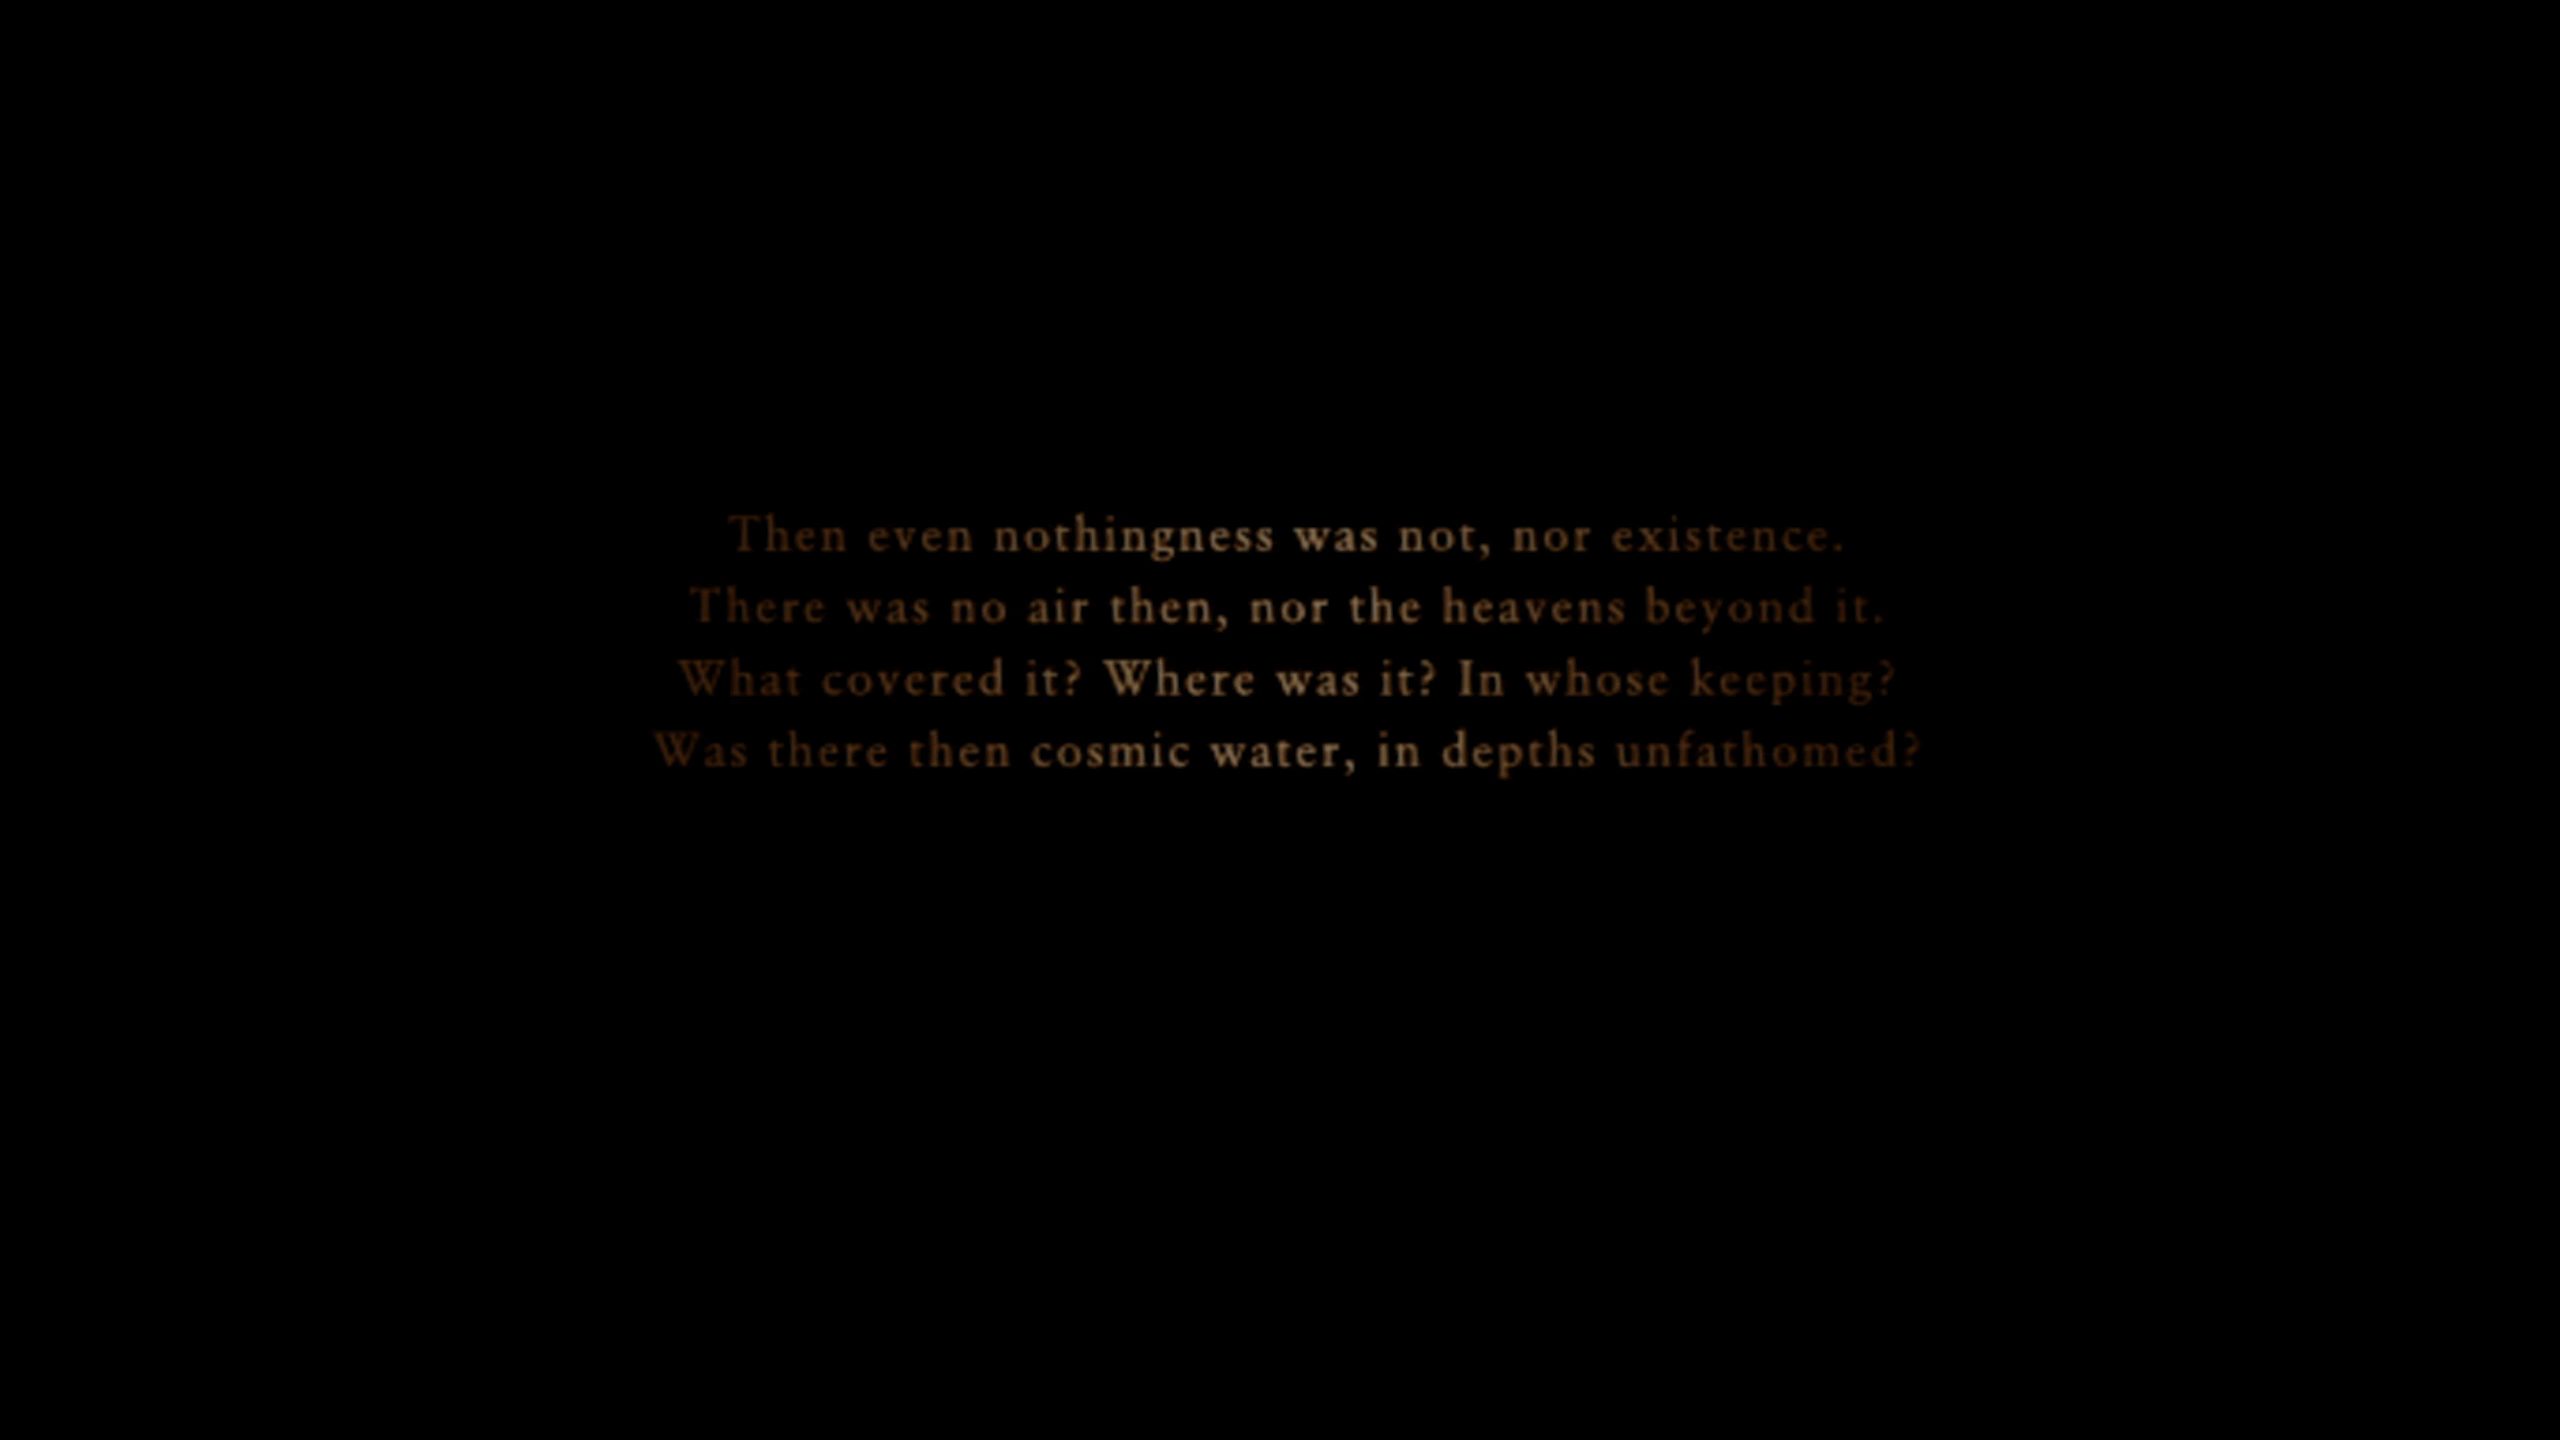 Then even nothingness was not, nor existence.
There was no air then, nor the heavens beyond it.
What covered it? Where was it? In whose keeping?
Was there then cosmic water, in depths unfathomed?